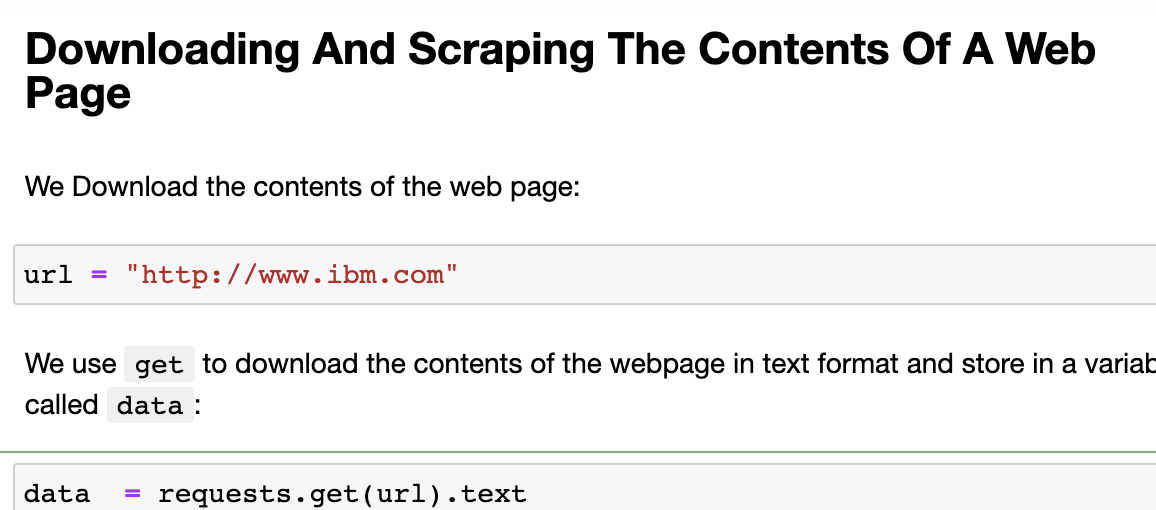 Downloading And Scraping The Contents Of A Web
Page
We Download the contents of the web page:
url = "http://www.ibm.com"
We use get to download the contents of the webpage in text format and store in a variab
called data :
data  = requests.get(url).text